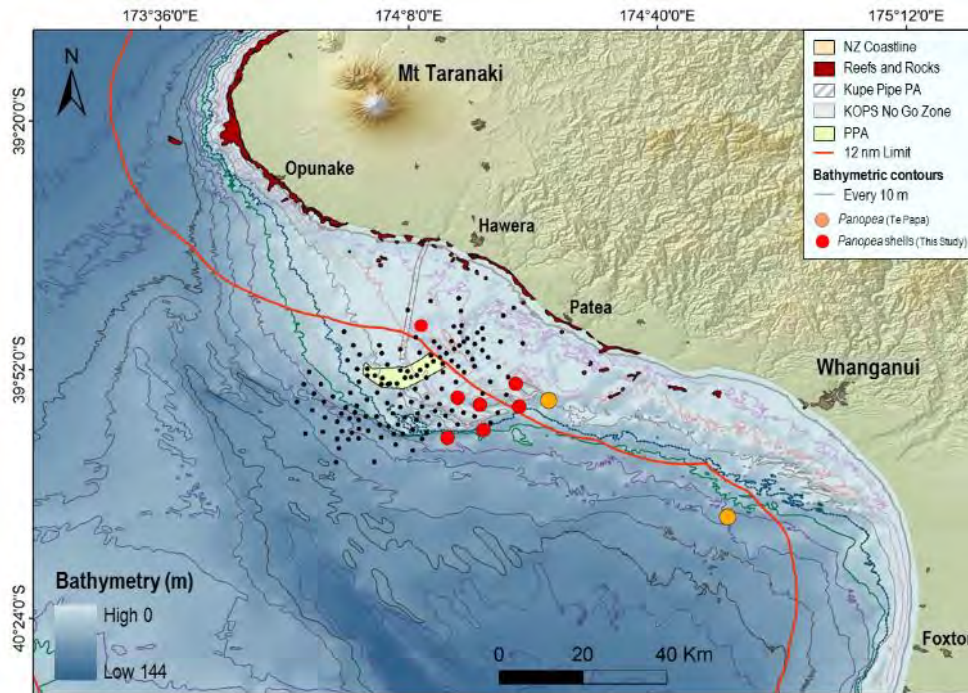 173°36'0"E
174°8'0"E
174°40'0"E
175°12'0"E
N
Mt Taranaki
NZ Coastline
Reefs and Rocks
Kupe Pipe PA
KOPS No Go Zone
PPA
12 nm Limit
Bathymetric contours
Every 10 m
Panopea (Te Papa)
Panopea shells (This Study)
39°20'0"S
Opunake
Hawera
Patea
39°52'0"S
Whanganui
Bathymetry (m)
High 0
Low 144
40°24'0"S
0 20 40 Km
Foxton